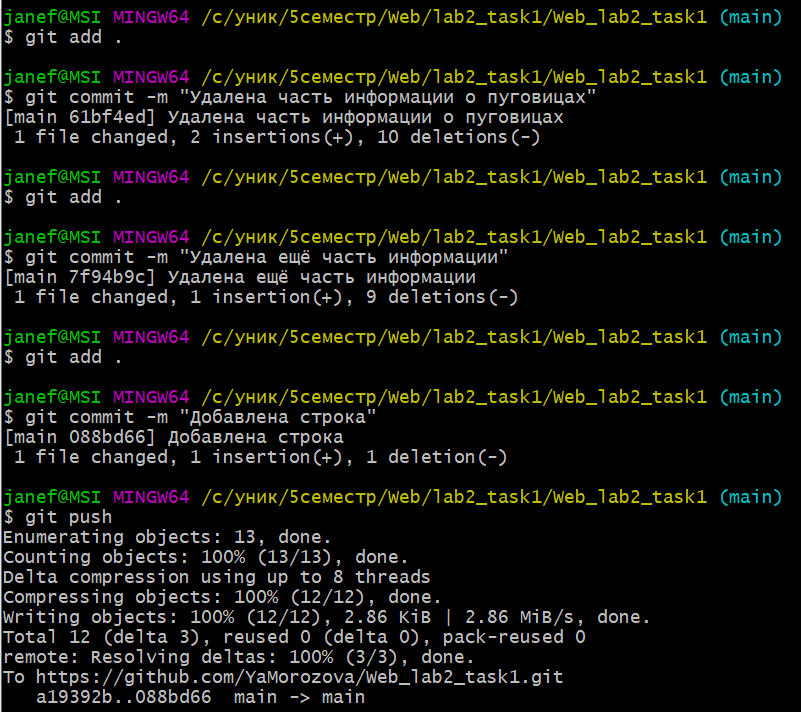 janef@MSI MINGW64 /c/уник/5семестр/Web/lab2_task1/Web_lab2_task1 (main)
$ git add .
janef@MSI MINGW64 /c/уник/5семестр/Web/lab2_task1/Web_lab2_task1 (main)
$ git commit -m "Удалена часть информации о пуговицах"
[main 61bf4ed] Удалена часть информации о пуговицах
 1 file changed, 2 insertions(+), 10 deletions(-)
janef@MSI MINGW64 /c/уник/5семестр/Web/lab2_task1/Web_lab2_task1 (main)
$ git add .
janef@MSI MINGW64 /c/уник/5семестр/Web/lab2_task1/Web_lab2_task1 (main)
$ git commit -m "Удалена ещё часть информации"
[main 7f94b9c] Удалена ещё часть информации
 1 file changed, 1 insertion(+), 9 deletions(-)
janef@MSI MINGW64 /c/уник/5семестр/Web/lab2_task1/Web_lab2_task1 (main)
$ git add .
janef@MSI MINGW64 /c/уник/5семестр/Web/lab2_task1/Web_lab2_task1 (main)
$ git commit -m "Добавлена строка"
[main 088bd66] Добавлена строка
 1 file changed, 1 insertion(+), 1 deletion(-)
janef@MSI MINGW64 /c/уник/5семестр/Web/lab2_task1/Web_lab2_task1 (main)
$ git push
Enumerating objects: 13, done.
Counting objects: 100% (13/13), done.
Delta compression using up to 8 threads
Compressing objects: 100% (12/12), done.
Writing objects: 100% (12/12), 2.86 KiB | 2.86 MiB/s, done.
Total 12 (delta 3), reused 0 (delta 0), pack-reused 0
remote: Resolving deltas: 100% (3/3), done.
To https://github.com/YaMorozova/Web_lab2_task1.git
   a19392b..088bd66  main -> main